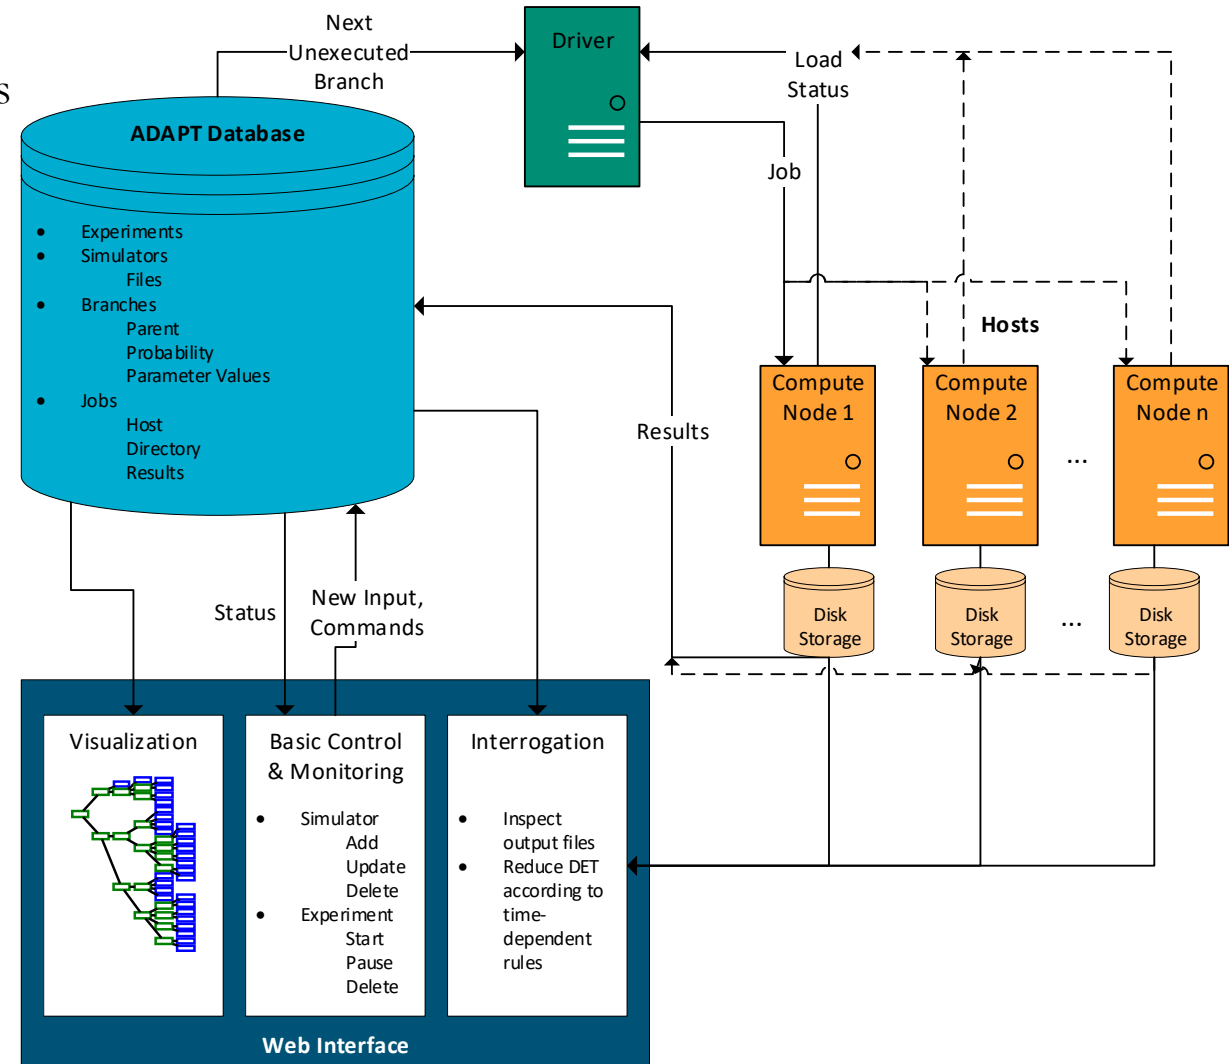 Next
Unexecuted
Branch
Driver
Load
Status
s
ADAPT Database
Job
• Experiments
• Simulators
Files
• Branches
Parent
Probability
Parameter Values
• Jobs
Host
Directory
Results
Hosts
Compute
Node 1
Compute
Node 2
Compute
Node n
...
Results
Disk
Storage
Disk
Storage
...
Disk
Storage
Status
New Input,
Commands
Visualization
Basic Control
& Monitoring
• Simulator
Add
Update
Delete
• Experiment
Start
Pause
Delete
Interrogation
• Inspect
output files
• Reduce DET
according to
time-
dependent
rules
Web Interface